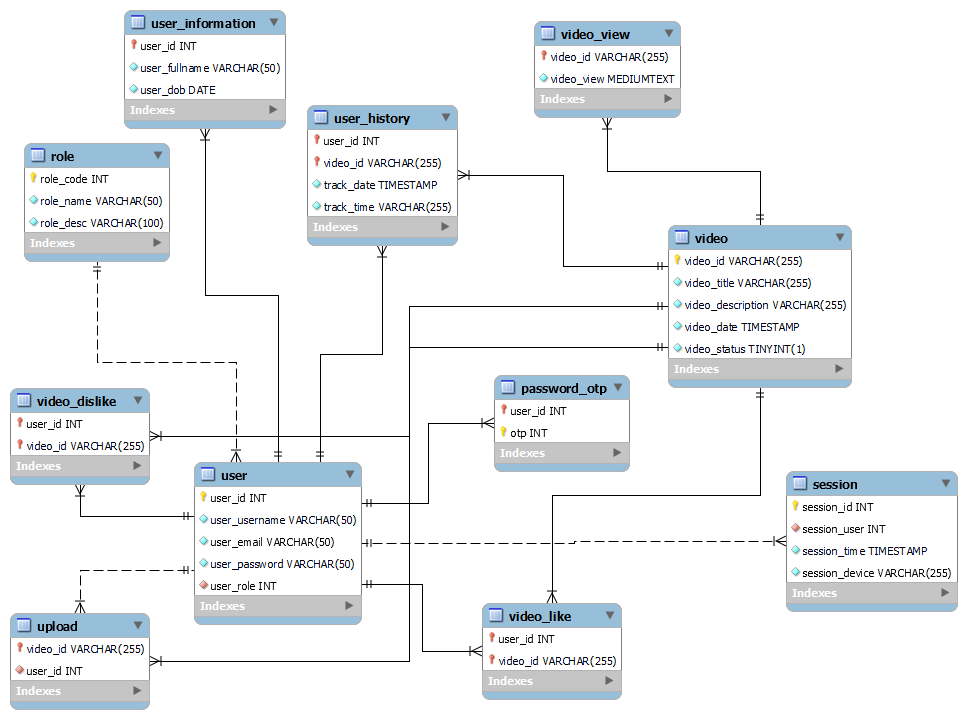 user_information
user_id INT
user_fullname VARCHAR(50)
user_dob DATE
Indexes
video_view
video_id VARCHAR(255)
video_view MEDIUMTEXT
Indexes
user_history
user_id INT
video_id VARCHAR(255)
track_date TIMESTAMP
track_time VARCHAR(255)
Indexes
role
role_code INT
role_name VARCHAR(50)
role_desc VARCHAR(100)
Indexes
video
video_id VARCHAR(255)
video_title VARCHAR(255)
video_description VARCHAR(255)
video_date TIMESTAMP
video_status TINYINT(1)
Indexes
video_dislike
user_id INT
video_id VARCHAR(255)
Indexes
password_otp
user_id INT
otp INT
Indexes
user
user_id INT
user_username VARCHAR(50)
user_email VARCHAR(50)
user_password VARCHAR(50)
user_role INT
Indexes
session
session_id INT
session_user INT
session_time TIMESTAMP
session_device VARCHAR(255)
Indexes
upload
video_id VARCHAR(255)
user_id INT
Indexes
video_like
user_id INT
video_id VARCHAR(255)
Indexes